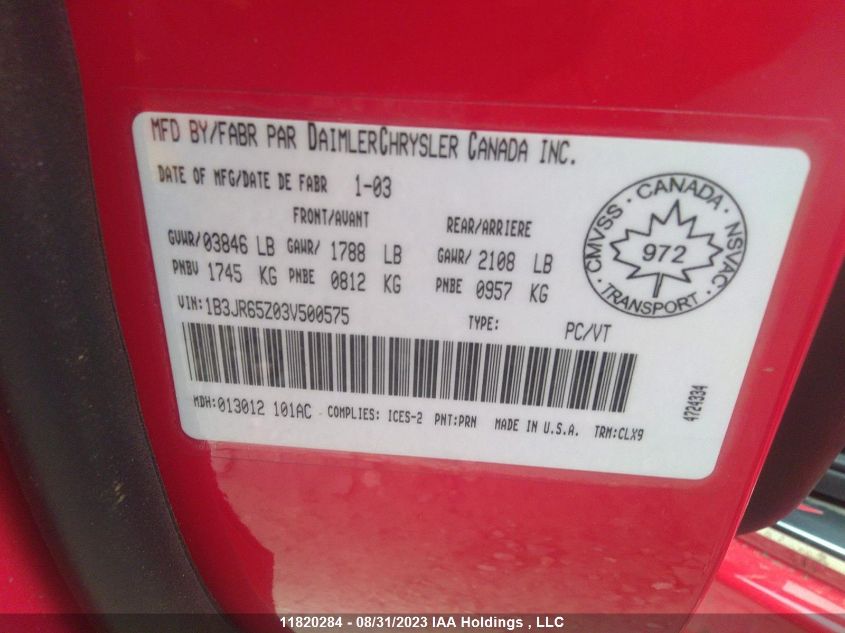 MFD BY/FABR PAR DAIMLERCHRYSLER CANADA INC.
DATE OF MFG/DATE DE FABR 1-03
FRONT/AVANT REAR/ARRIERE
GVWR/03846 LB GAWR/ 1788 LB GAWR/ 2108 LB
PNBV 1745 KG PNBE 0812 KG PNBE 0957 KG
VIN:1B3JR65Z03V500575 TYPE: PC/VT
MDH:013012 101AC COMPLIES: ICES-2 PNT:PRN MADE IN U.S.A. TRM:CLX9
4724334
CMVSS · CANADA · NSVAC
972
· TRANSPORT ·
11820284 - 08/31/2023 IAA Holdings , LLC